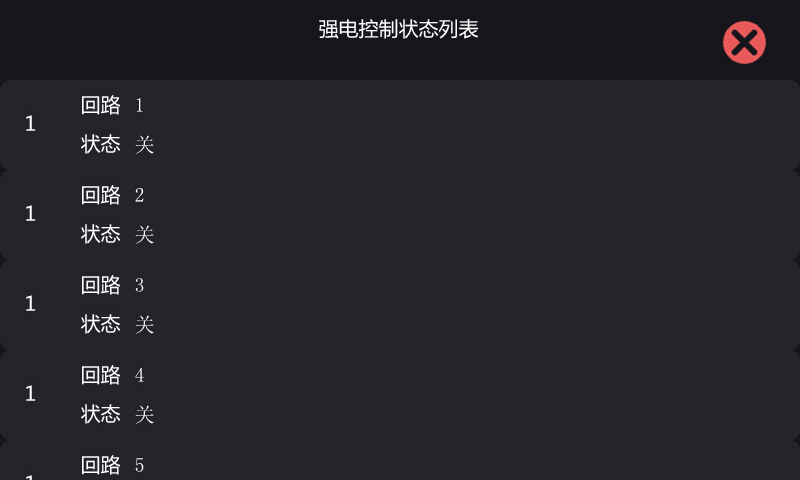 强电控制状态列表
回路 1
1
状态 关
回路 2
1
状态 关
回路 3
1
状态 关
回路 4
1
状态 关
回路 5